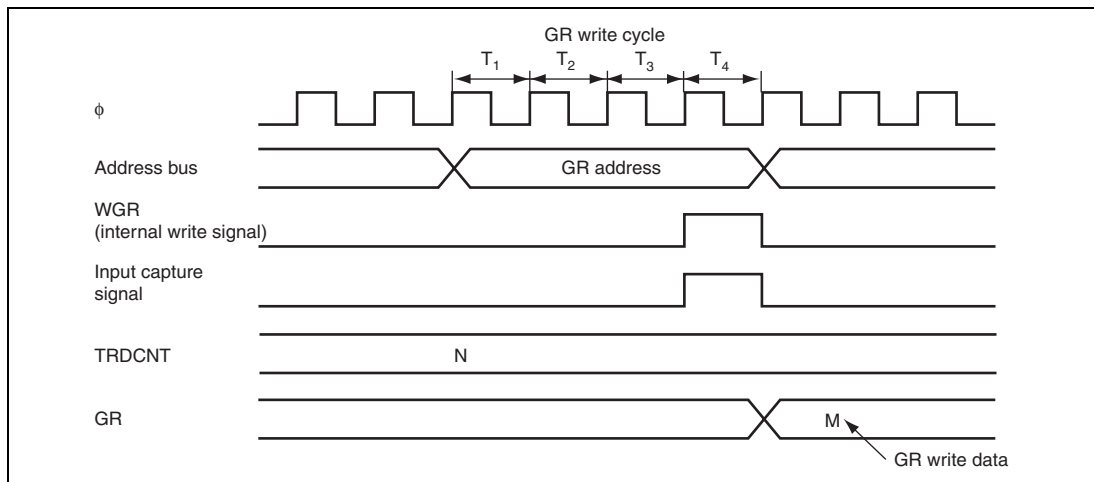 GR write cycle
T1 T2 T3 T4
ϕ
Address bus
GR address
WGR
(internal write signal)
Input capture
signal
TRDCNT
N
GR
M
GR write data